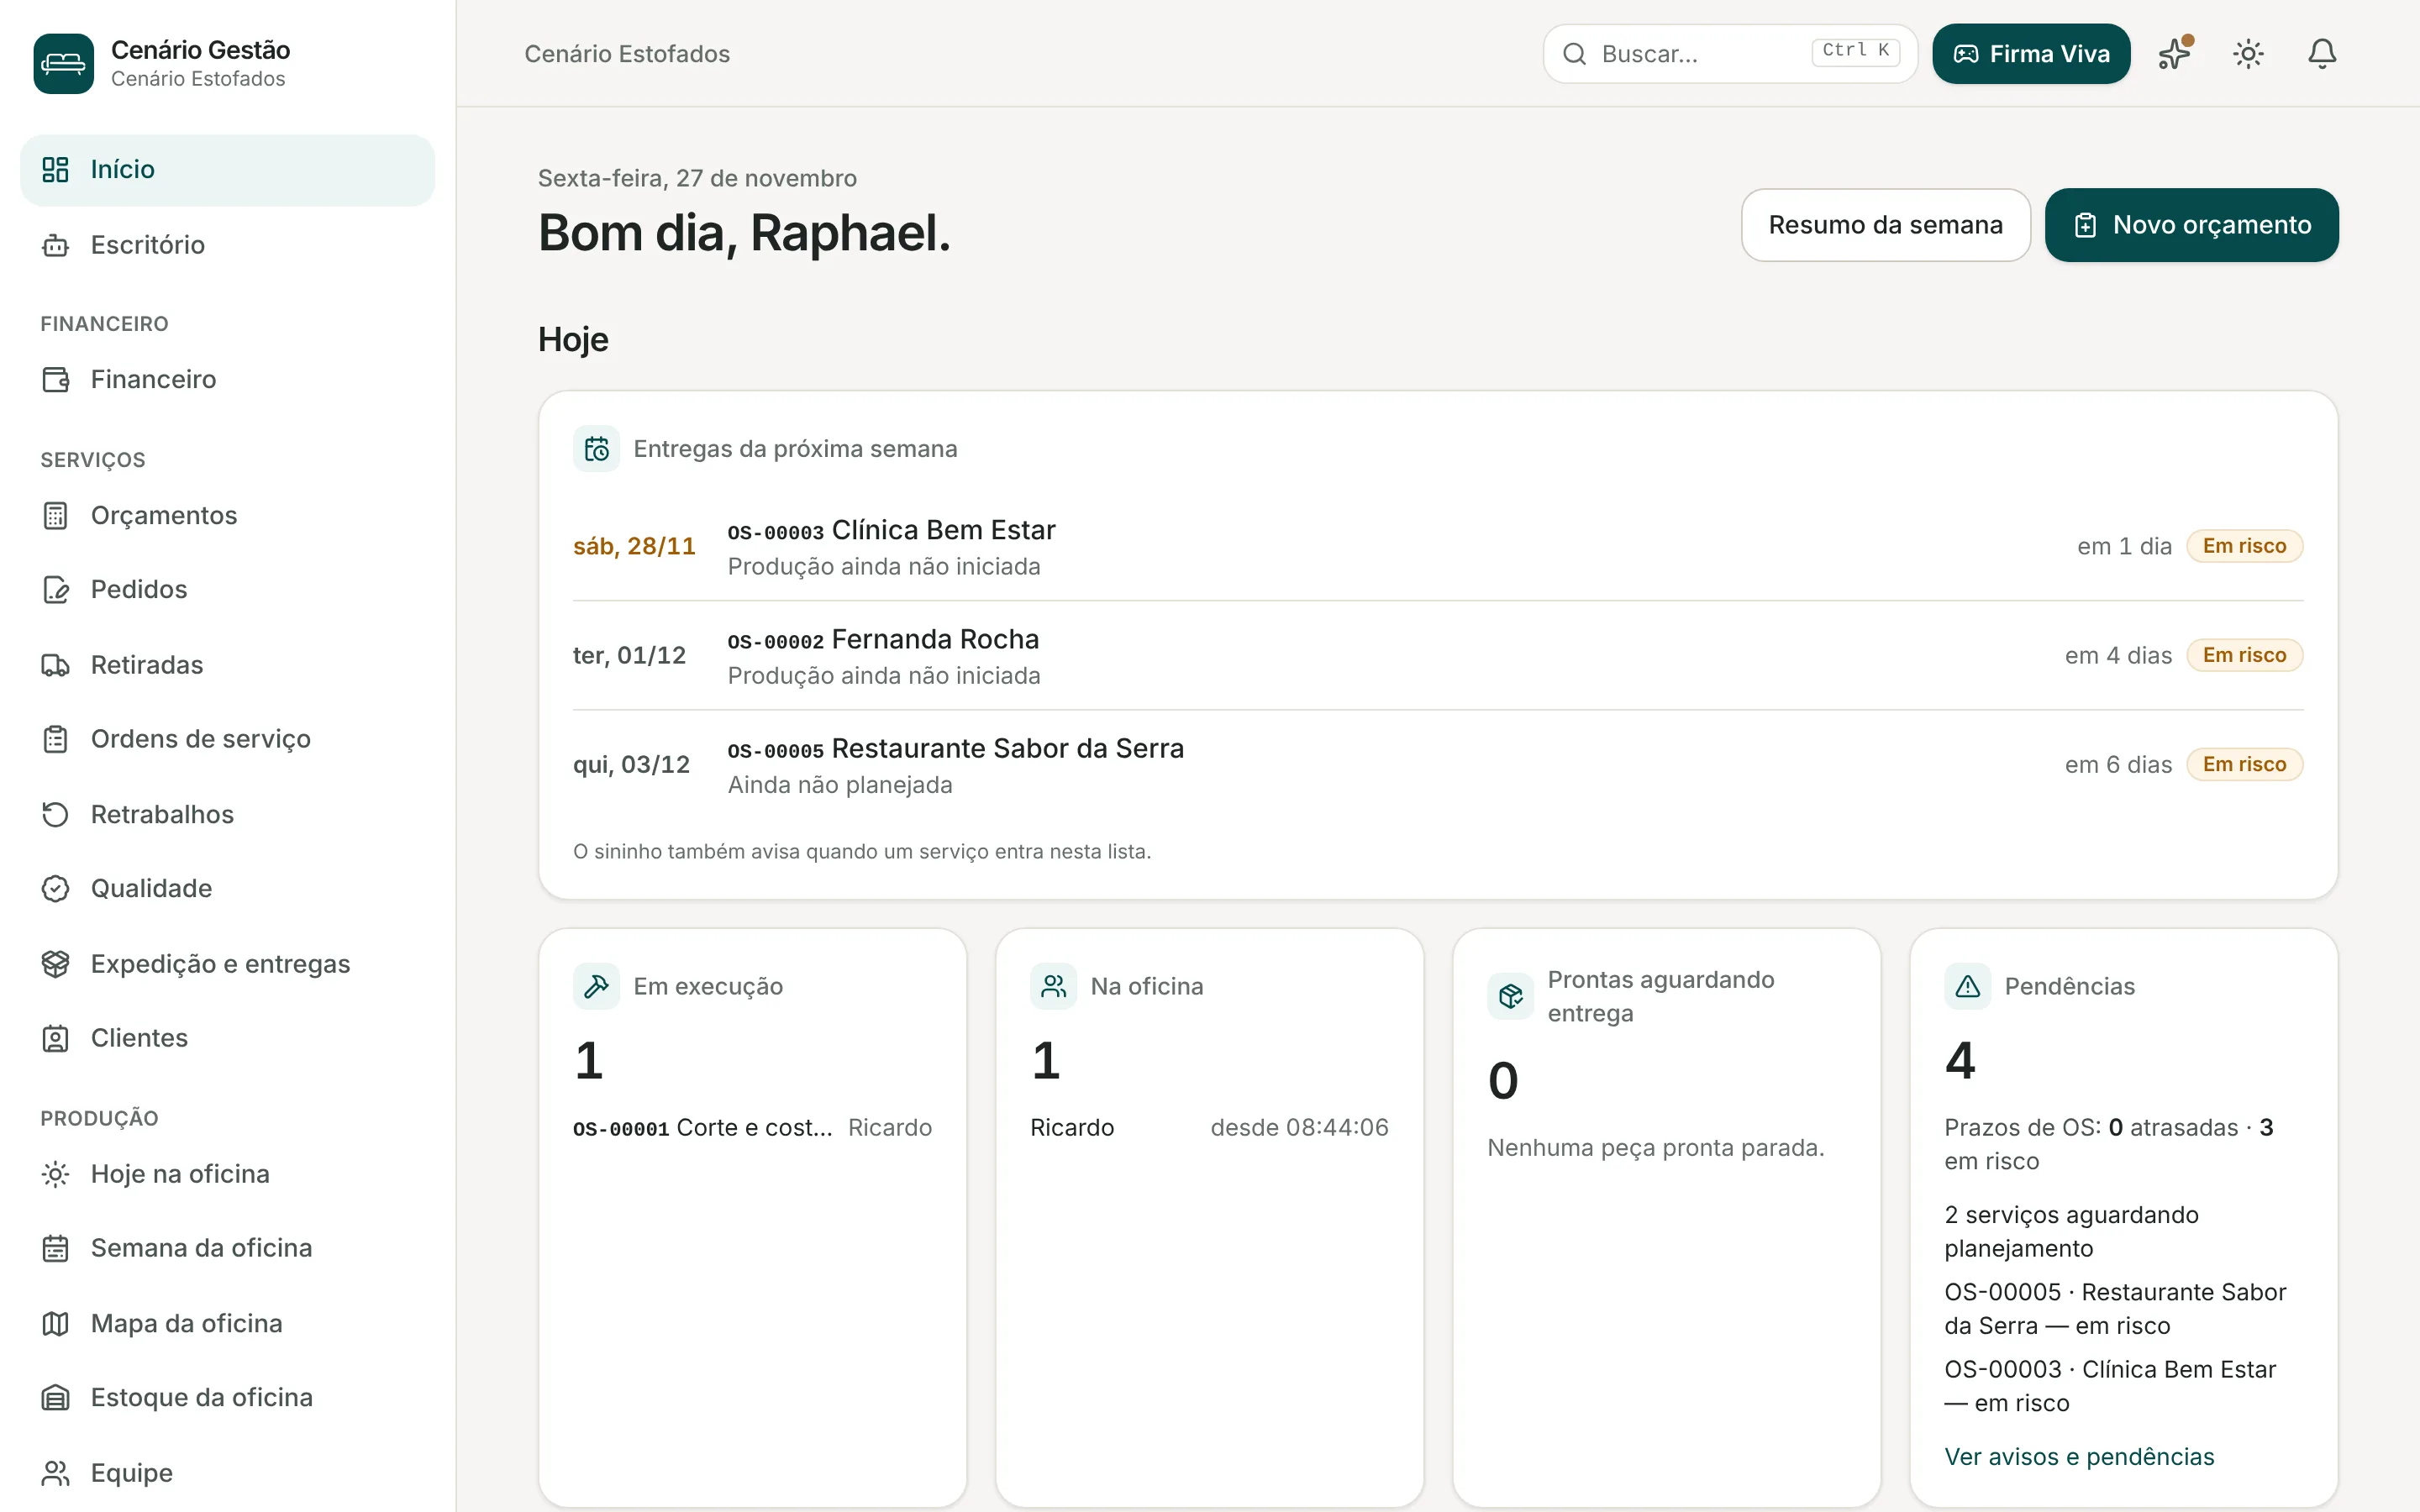 Cenário Gestão
Cenário Estofados
Início
Escritório
FINANCEIRO
Financeiro
SERVIÇOS
Orçamentos
Pedidos
Retiradas
Ordens de serviço
Retrabalhos
Qualidade
Expedição e entregas
Clientes
PRODUÇÃO
Hoje na oficina
Semana da oficina
Mapa da oficina
Estoque da oficina
Equipe
Cenário Estofados
Buscar... Ctrl K
Firma Viva
Sexta-feira, 27 de novembro
Bom dia, Raphael.
Resumo da semana
Novo orçamento
Hoje
Entregas da próxima semana
sáb, 28/11 OS-00003 Clínica Bem Estar em 1 dia Em risco
Produção ainda não iniciada
ter, 01/12 OS-00002 Fernanda Rocha em 4 dias Em risco
Produção ainda não iniciada
qui, 03/12 OS-00005 Restaurante Sabor da Serra em 6 dias Em risco
Ainda não planejada
O sininho também avisa quando um serviço entra nesta lista.
Em execução
1
OS-00001 Corte e cost... Ricardo
Na oficina
1
Ricardo desde 08:44:06
Prontas aguardando
entrega
0
Nenhuma peça pronta parada.
Pendências
4
Prazos de OS: 0 atrasadas · 3
em risco
2 serviços aguardando
planejamento
OS-00005 · Restaurante Sabor
da Serra — em risco
OS-00003 · Clínica Bem Estar
— em risco
Ver avisos e pendências